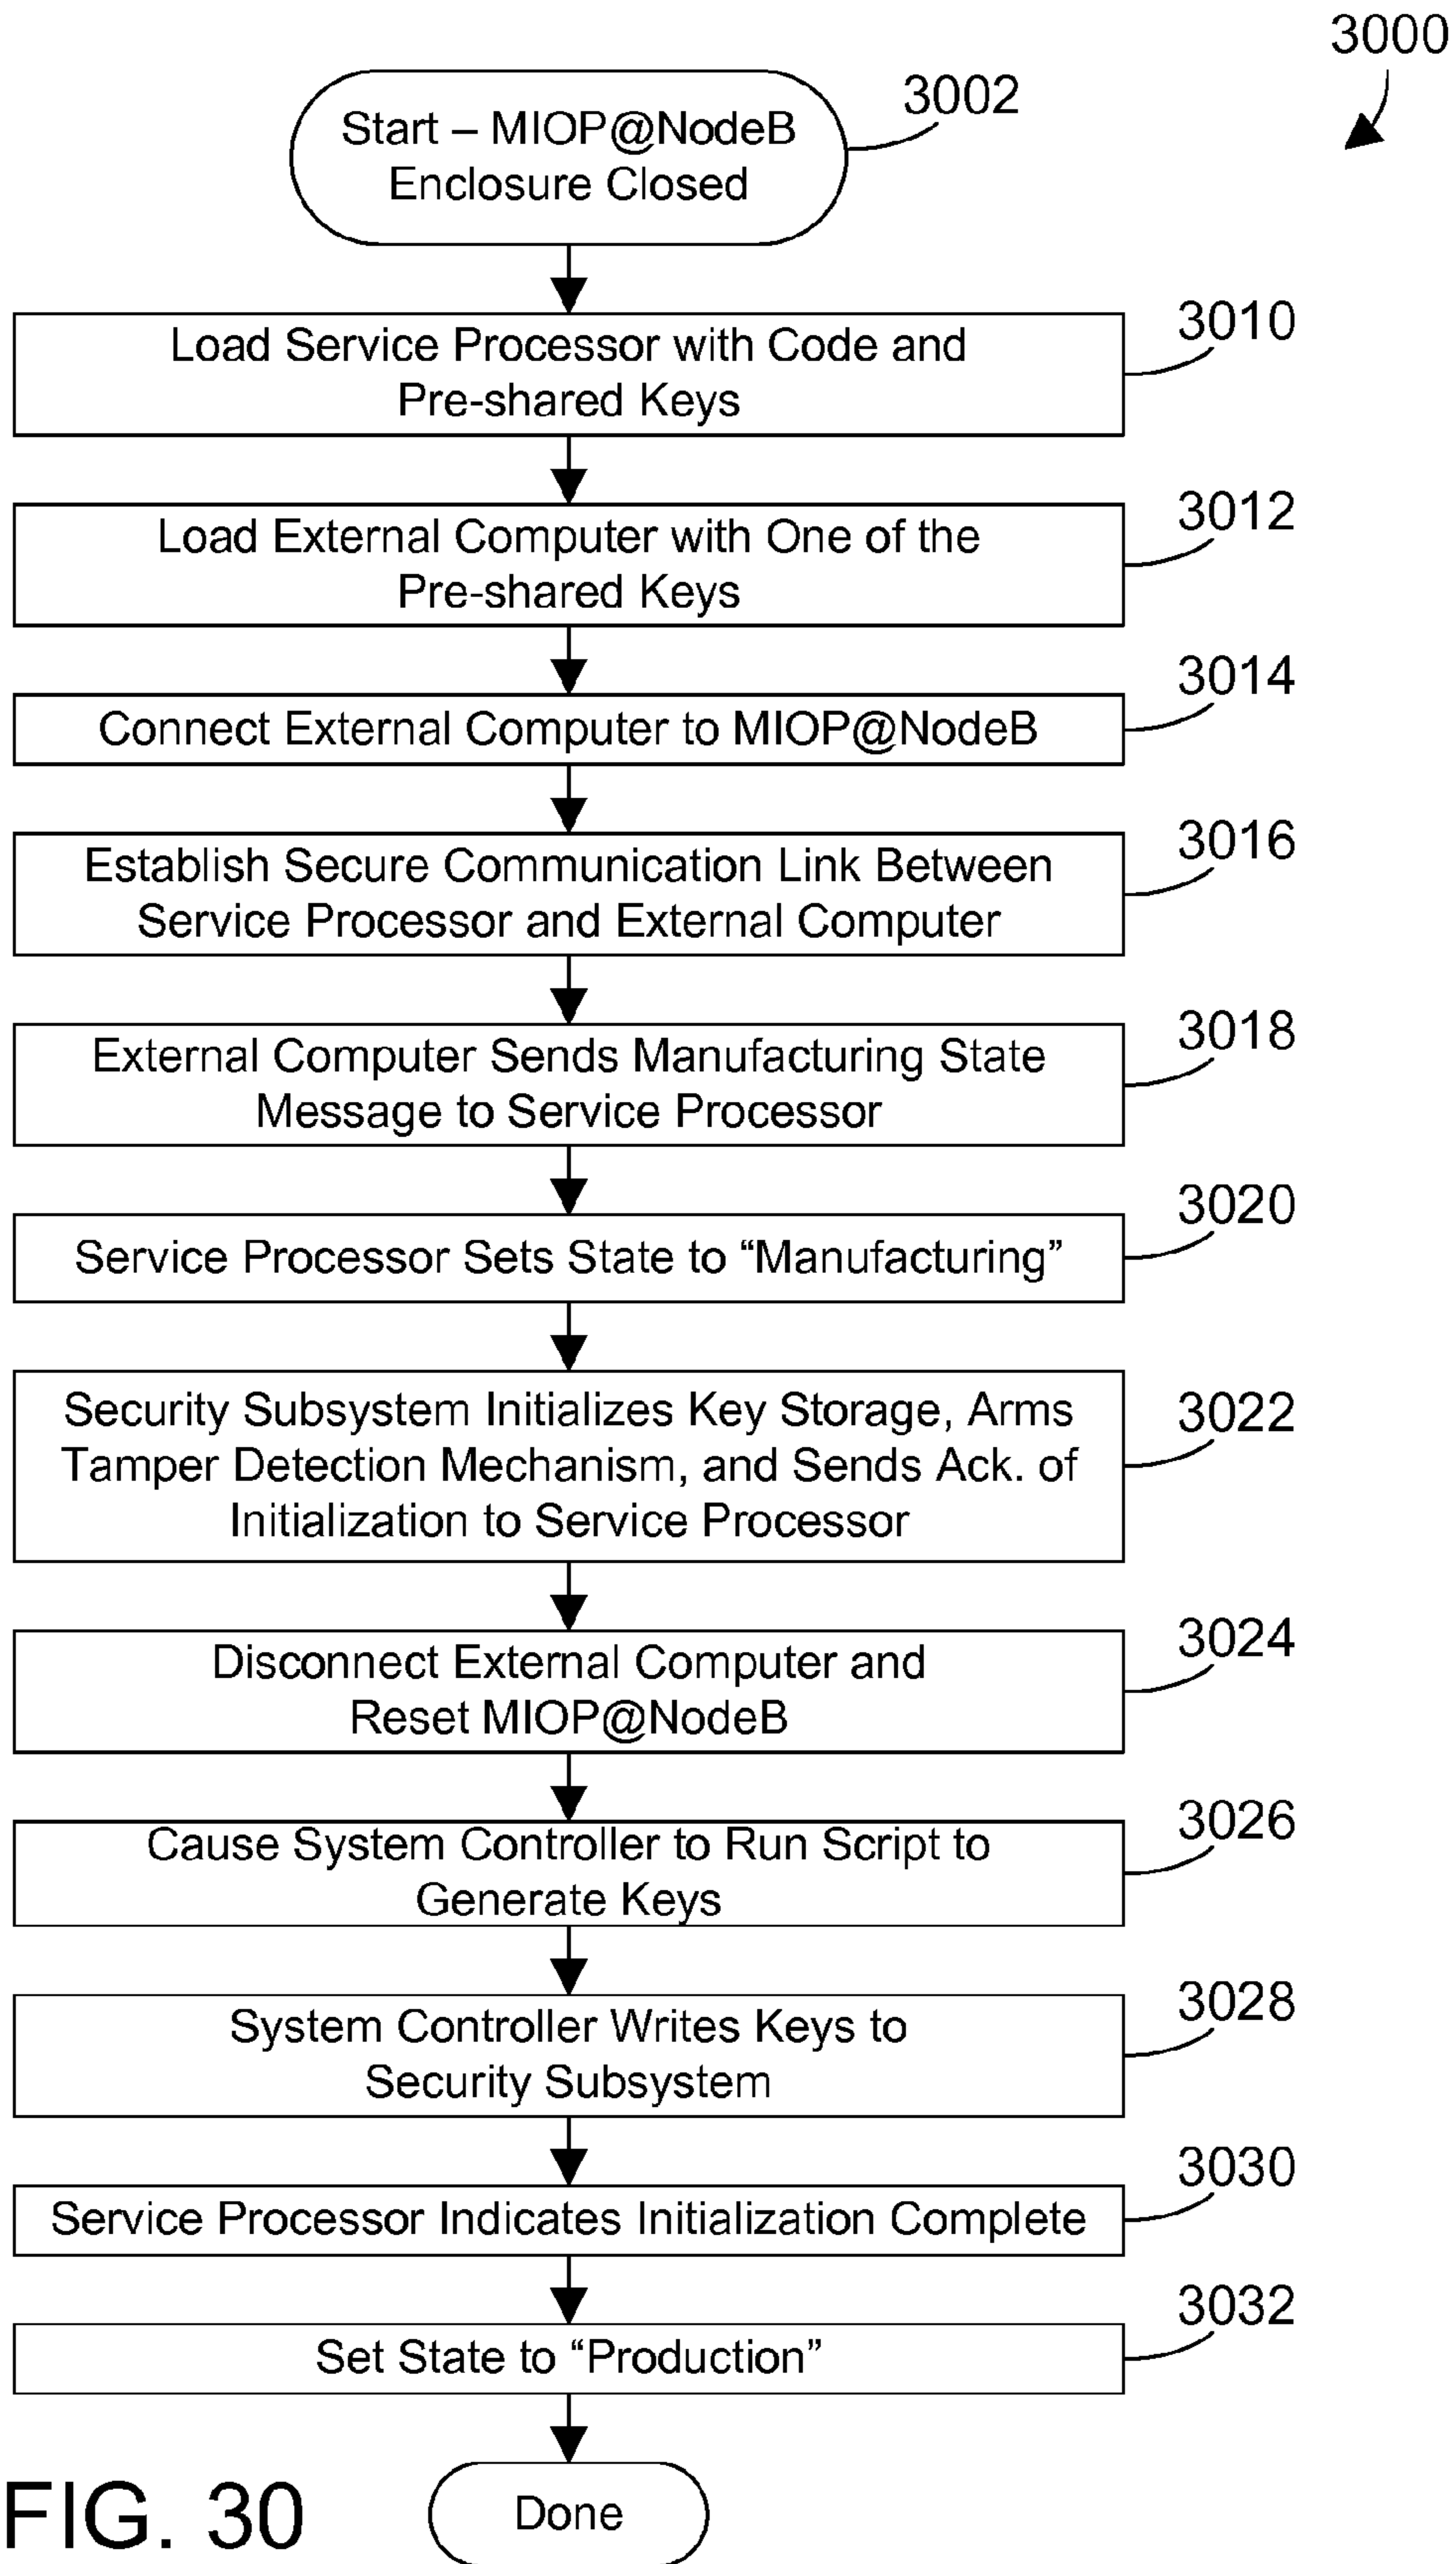 3000
Start – MIOP@NodeB
Enclosure Closed
3002
Load Service Processor with Code and
Pre-shared Keys
3010
Load External Computer with One of the
Pre-shared Keys
3012
Connect External Computer to MIOP@NodeB
3014
Establish Secure Communication Link Between
Service Processor and External Computer
3016
External Computer Sends Manufacturing State
Message to Service Processor
3018
Service Processor Sets State to “Manufacturing”
3020
Security Subsystem Initializes Key Storage, Arms
Tamper Detection Mechanism, and Sends Ack. of
Initialization to Service Processor
3022
Disconnect External Computer and
Reset MIOP@NodeB
3024
Cause System Controller to Run Script to
Generate Keys
3026
System Controller Writes Keys to
Security Subsystem
3028
Service Processor Indicates Initialization Complete
3030
Set State to “Production”
3032
Done
FIG. 30